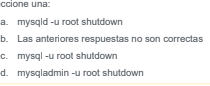 ccione una:
a. mysqld -u root shutdown
b. Las anteriores respuestas no son correctas
c. mysql -u root shutdown
d. mysqladmin -u root shutdown